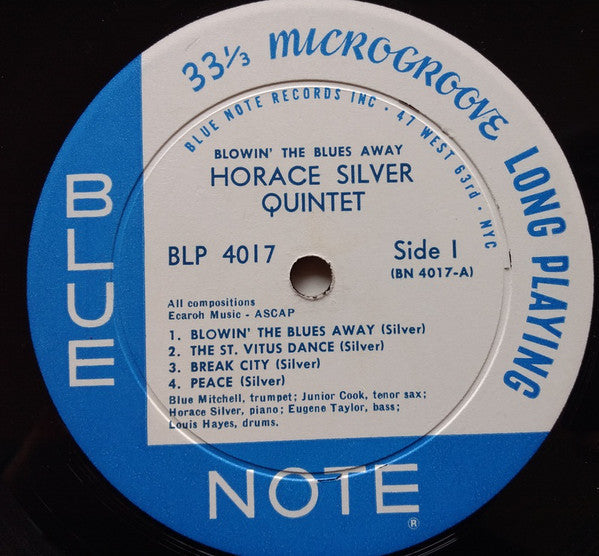 33⅓ MICROGROOVE LONG PLAYING
BLUE NOTE RECORDS INC · 47 WEST 63rd · NYC
BLOWIN' THE BLUES AWAY
HORACE SILVER
QUINTET
BLP 4017
Side 1
(BN 4017-A)
All compositions
Ecaroh Music - ASCAP
1. BLOWIN' THE BLUES AWAY (Silver)
2. THE ST. VITUS DANCE (Silver)
3. BREAK CITY (Silver)
4. PEACE (Silver)
Blue Mitchell, trumpet; Junior Cook, tenor sax;
Horace Silver, piano; Eugene Taylor, bass;
Louis Hayes, drums.
BLUE
NOTE®